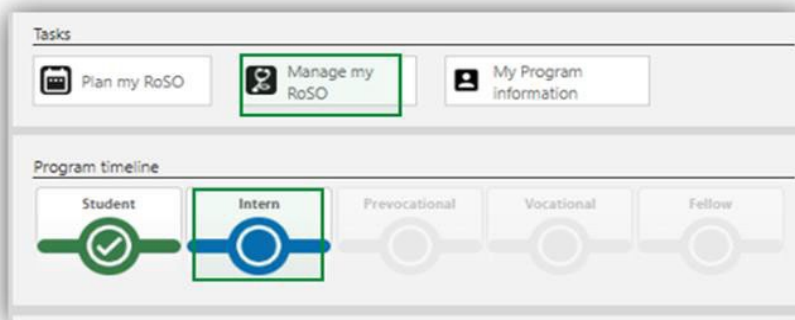 Tasks
Plan my RoSO
Manage my
RoSO
My Program
information
Program timeline
Student
Intern
Prevocational
Vocational
Fellow